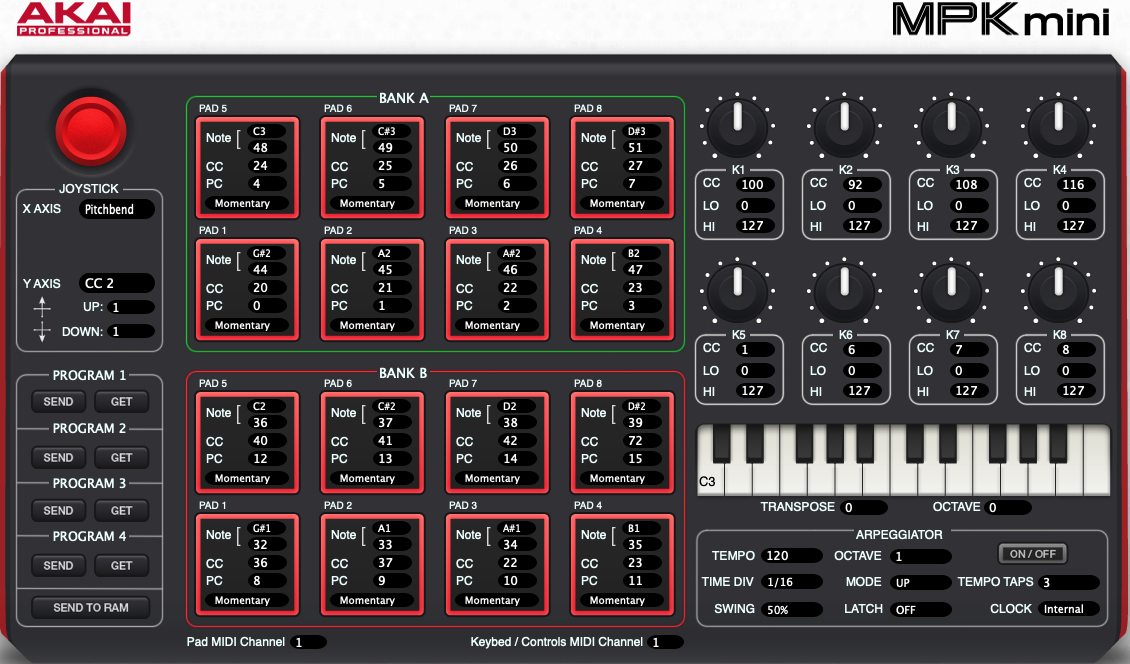 AKAI
PROFESSIONAL
MPK mini
JOYSTICK
X AXIS Pitchbend
Y AXIS CC 2
UP: 1
DOWN: 1
PROGRAM 1
SEND GET
PROGRAM 2
SEND GET
PROGRAM 3
SEND GET
PROGRAM 4
SEND GET
SEND TO RAM
BANK A
PAD 5 PAD 6 PAD 7 PAD 8
Note [ C3 Note [ C#3 Note [ D3 Note [ D#3
48 49 50 51
CC 24 CC 25 CC 26 CC 27
PC 4 PC 5 PC 6 PC 7
Momentary Momentary Momentary Momentary
PAD 1 PAD 2 PAD 3 PAD 4
Note [ G#2 Note [ A2 Note [ A#2 Note [ B2
44 45 46 47
CC 20 CC 21 CC 22 CC 23
PC 0 PC 1 PC 2 PC 3
Momentary Momentary Momentary Momentary
BANK B
PAD 5 PAD 6 PAD 7 PAD 8
Note [ C2 Note [ C#2 Note [ D2 Note [ D#2
36 37 38 39
CC 40 CC 41 CC 42 CC 72
PC 12 PC 13 PC 14 PC 15
Momentary Momentary Momentary Momentary
PAD 1 PAD 2 PAD 3 PAD 4
Note [ G#1 Note [ A1 Note [ A#1 Note [ B1
32 33 34 35
CC 36 CC 37 CC 22 CC 23
PC 8 PC 9 PC 10 PC 11
Momentary Momentary Momentary Momentary
Pad MIDI Channel 1 Keybed / Controls MIDI Channel 1
K1 K2 K3 K4
CC 100 CC 92 CC 108 CC 116
LO 0 LO 0 LO 0 LO 0
HI 127 HI 127 HI 127 HI 127
K5 K6 K7 K8
CC 1 CC 6 CC 7 CC 8
LO 0 LO 0 LO 0 LO 0
HI 127 HI 127 HI 127 HI 127
C3
TRANSPOSE 0 OCTAVE 0
ARPEGGIATOR
TEMPO 120 OCTAVE 1 ON / OFF
TIME DIV 1/16 MODE UP TEMPO TAPS 3
SWING 50% LATCH OFF CLOCK Internal